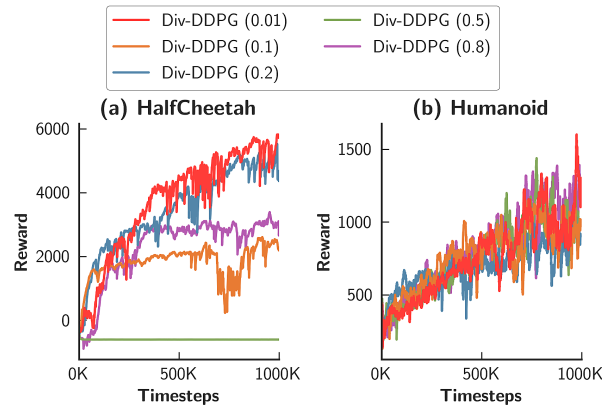 Div-DDPG (0.01)
Div-DDPG (0.5)
Div-DDPG (0.1)
Div-DDPG (0.8)
Div-DDPG (0.2)
(a) HalfCheetah
(b) Humanoid
6000
4000
2000
0
Reward
0K
500K
1000K
Timesteps
1500
1000
500
Reward
0K
500K
1000K
Timesteps